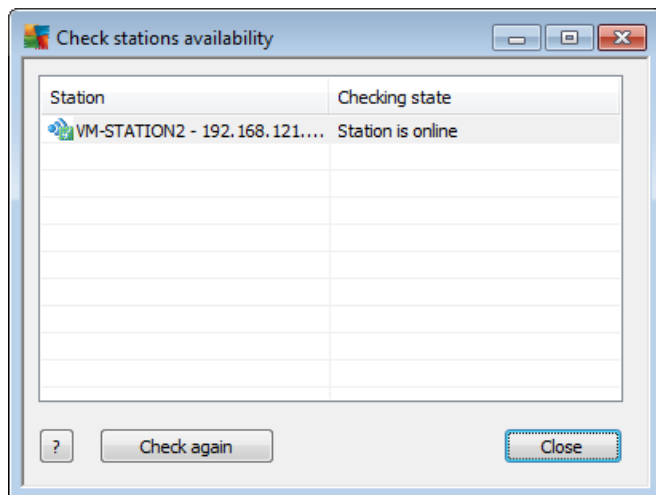 Check stations availability
Station Checking state
VM-STATION2 - 192.168.121.... Station is online
? Check again Close